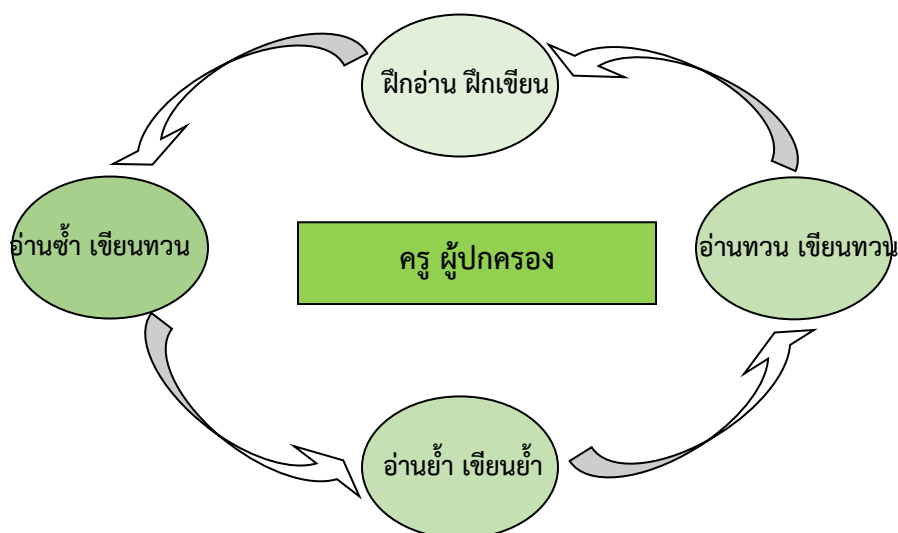 ฝึกอ่าน ฝึกเขียน
อ่านซ้ำ เขียนทวน
ครู ผู้ปกครอง
อ่านทวน เขียนทวน
อ่านย้ำ เขียนย้ำ